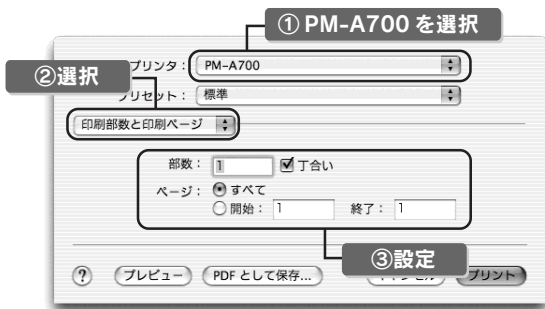 ① PM-A700 を選択
プリンタ： PM-A700
②選択
プリセット： 標準
印刷部数と印刷ページ
部数： 1 丁合い
ページ： すべて
開始： 1 終了： 1
③設定
? プレビュー PDF として保存... プリント